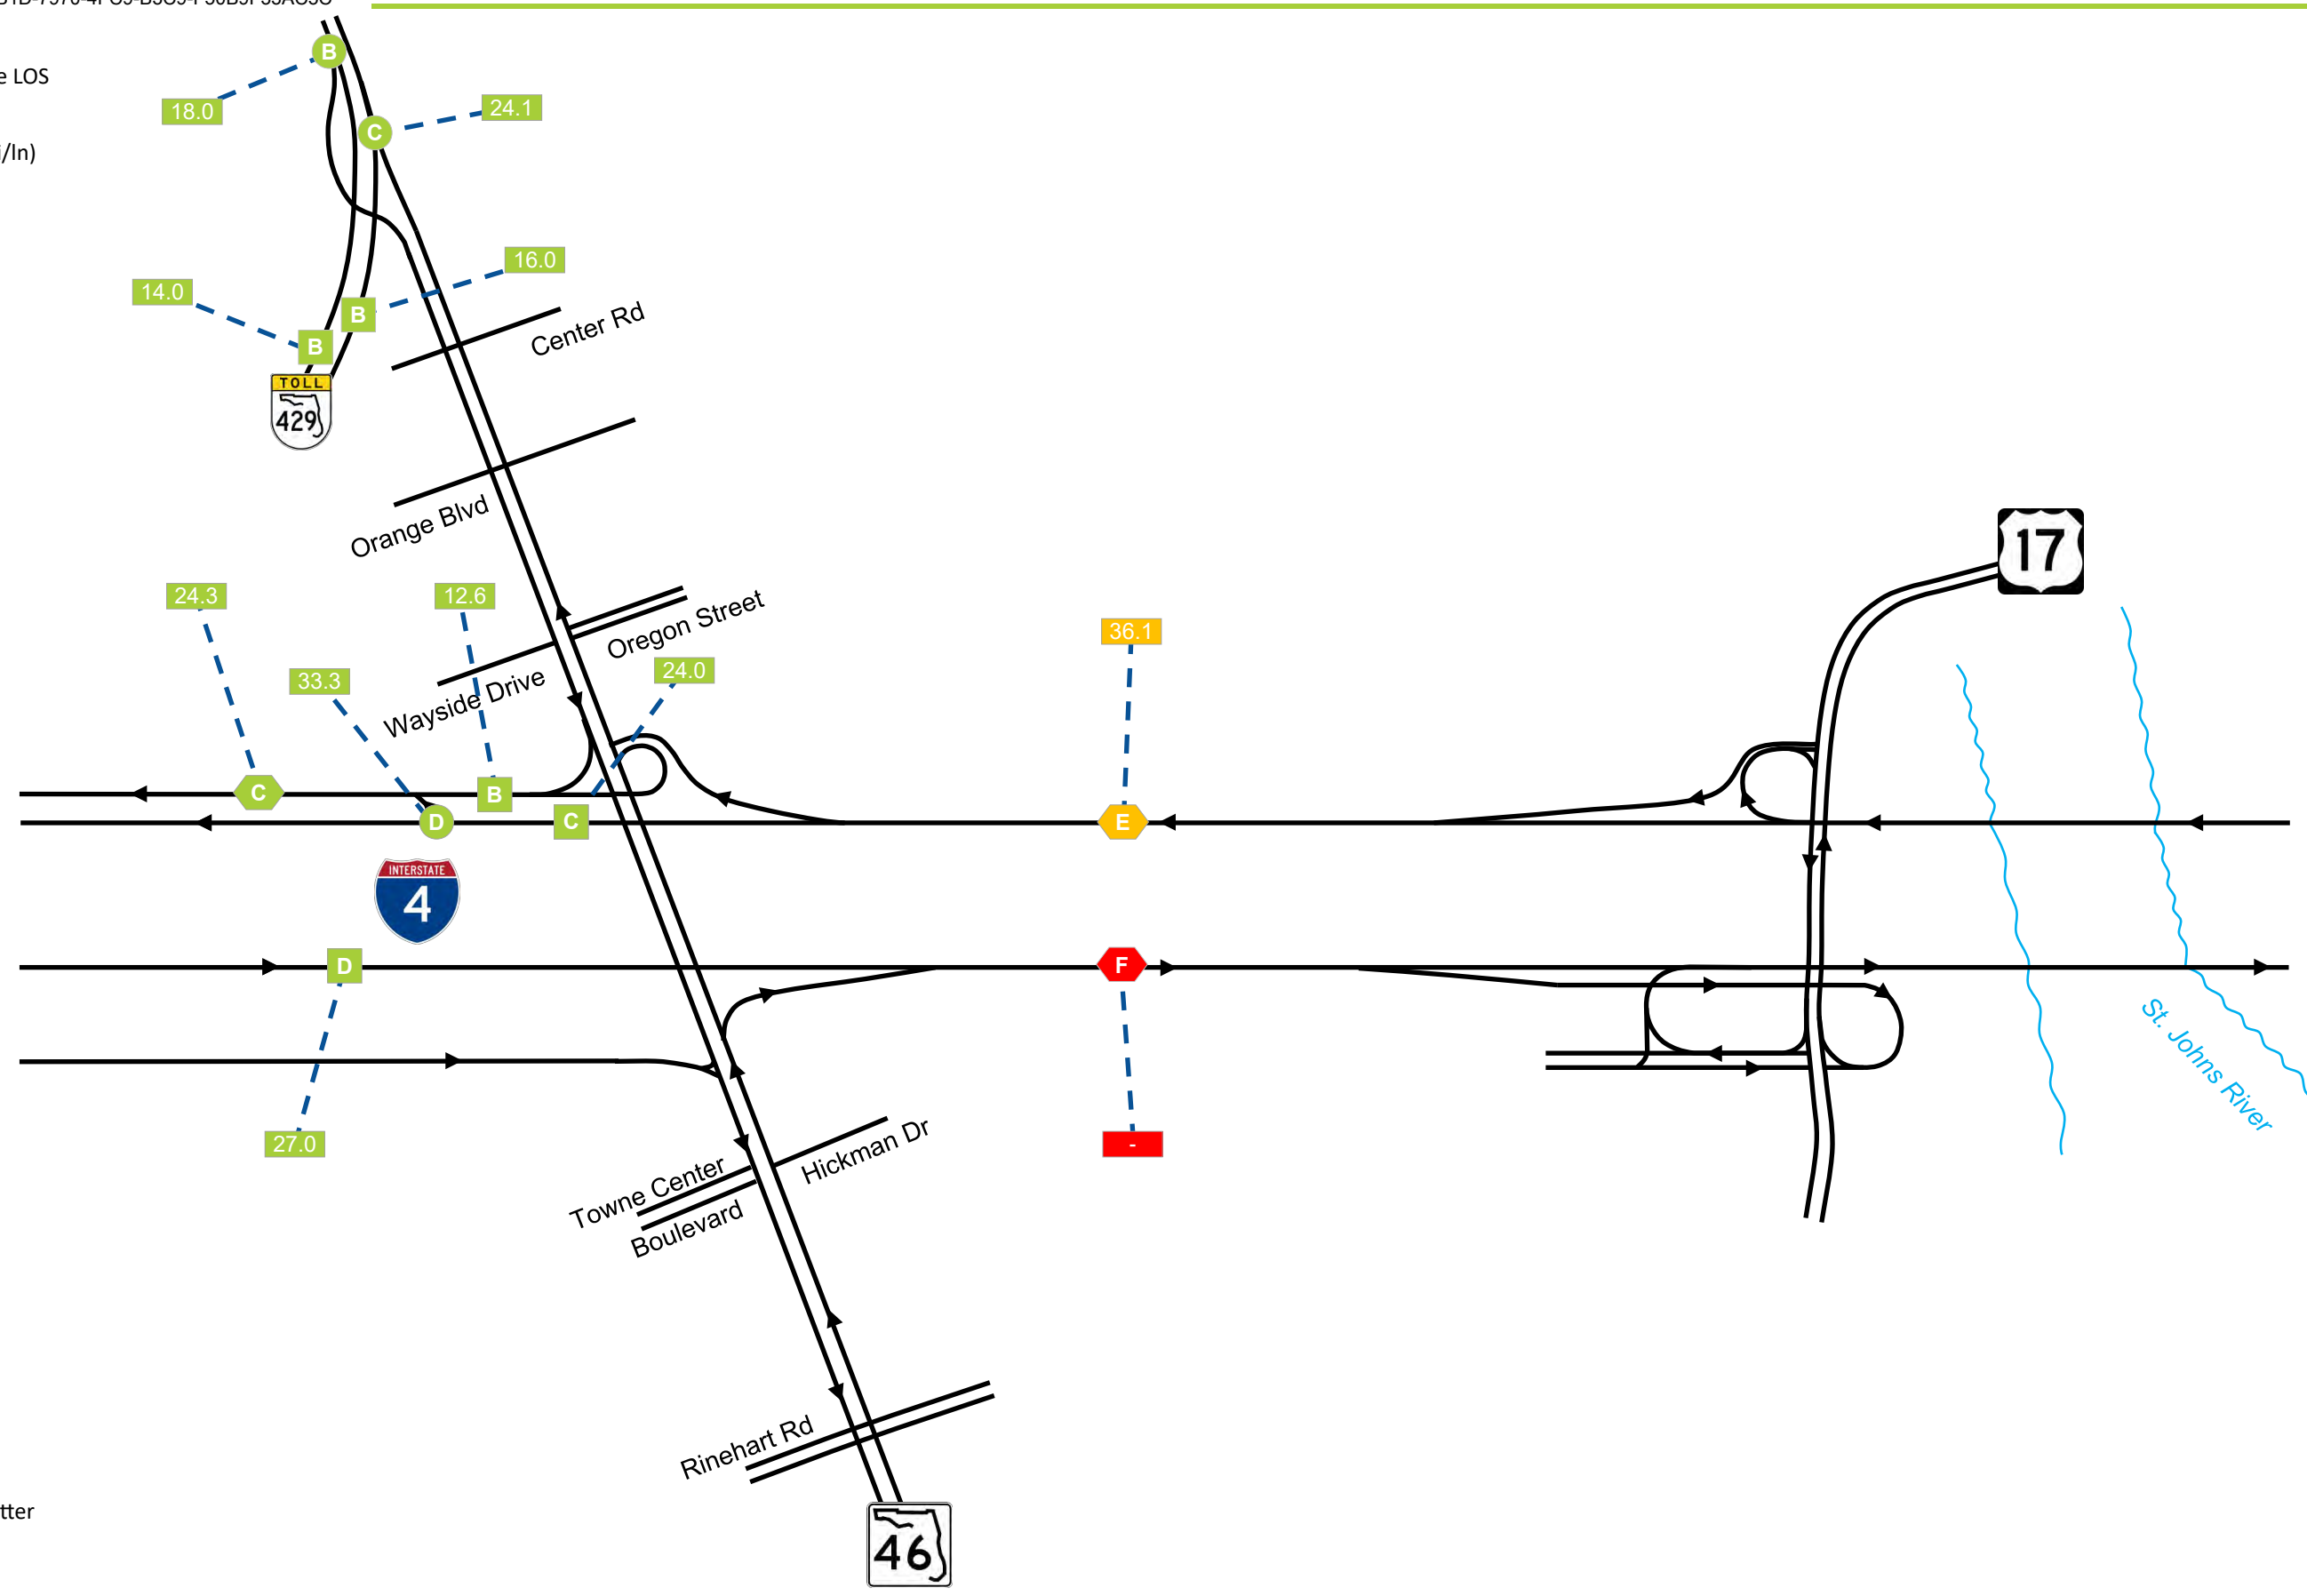 B
e LOS
18.0
24.1
C
i/ln)
16.0
14.0
B
B
Center Rd
TOLL
429
Orange Blvd
17
24.3
12.6
Oregon Street
36.1
24.0
33.3
Wayside Drive
C
B
D
C
E
INTERSTATE
4
D
F
St. Johns River
27.0
-
Hickman Dr
Towne Center
Boulevard
Rinehart Rd
tter
46